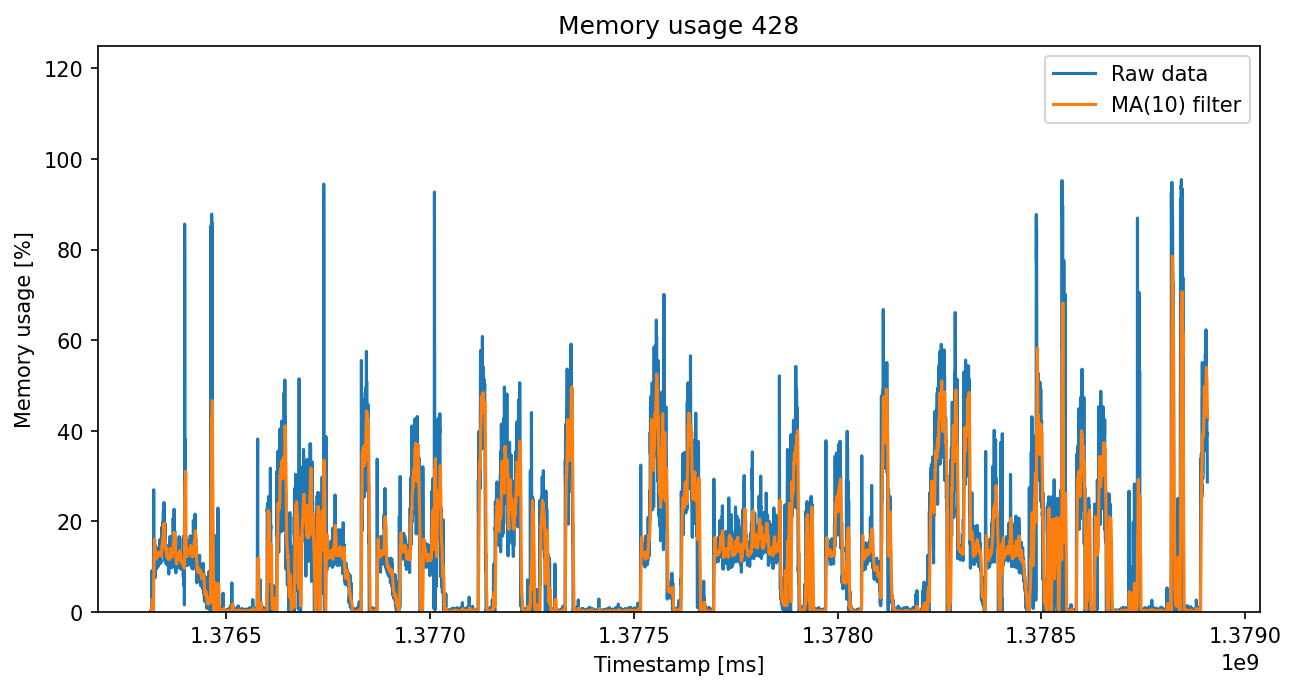 Memory usage 428
Raw data
MA(10) filter
Memory usage [%]
120
100
80
60
40
20
0
1.3765 1.3770 1.3775 1.3780 1.3785 1.3790
1e9
Timestamp [ms]